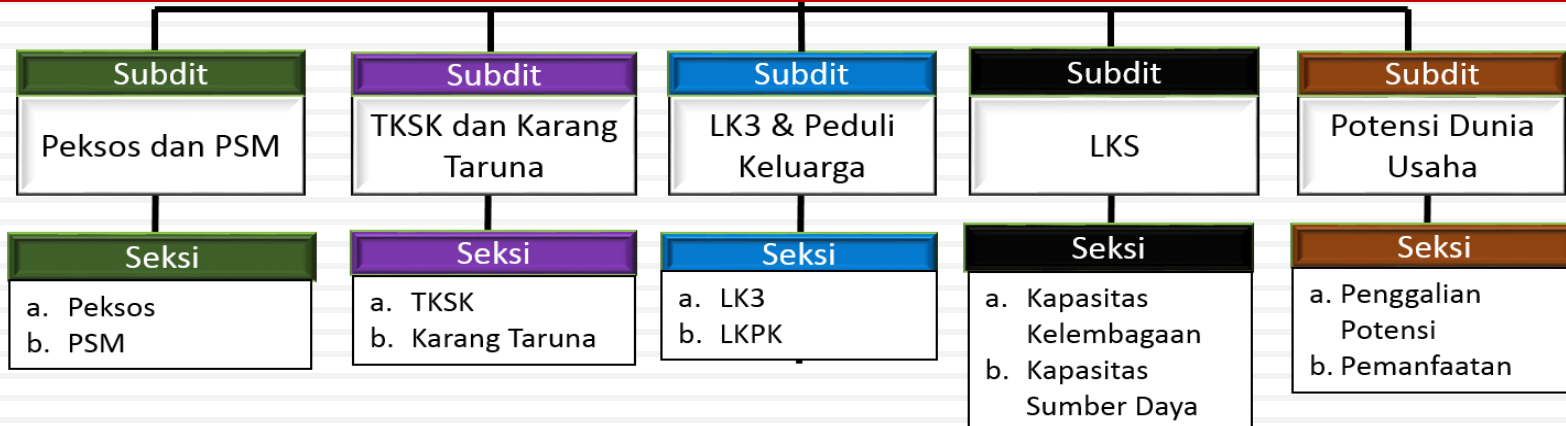 Subdit
Peksos dan PSM
Seksi
a. Peksos
b. PSM
Subdit
TKSK dan Karang
Taruna
Seksi
a. TKSK
b. Karang Taruna
Subdit
LK3 & Peduli
Keluarga
Seksi
a. LK3
b. LKPK
Subdit
LKS
Seksi
a. Kapasitas
Kelembagaan
b. Kapasitas
Sumber Daya
Subdit
Potensi Dunia
Usaha
Seksi
a. Penggalian
Potensi
b. Pemanfaatan